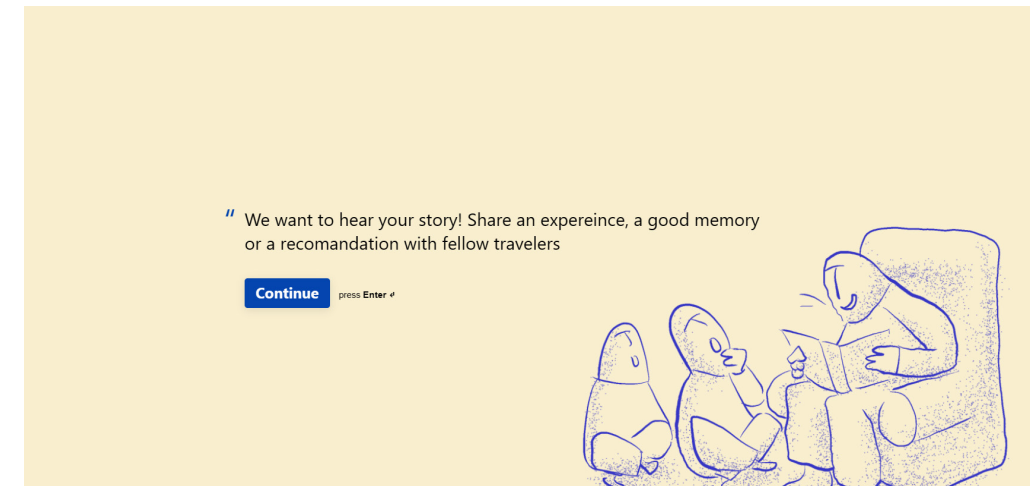 “ We want to hear your story! Share an expereince, a good memory
or a recomandation with fellow travelers
Continue press Enter ↵